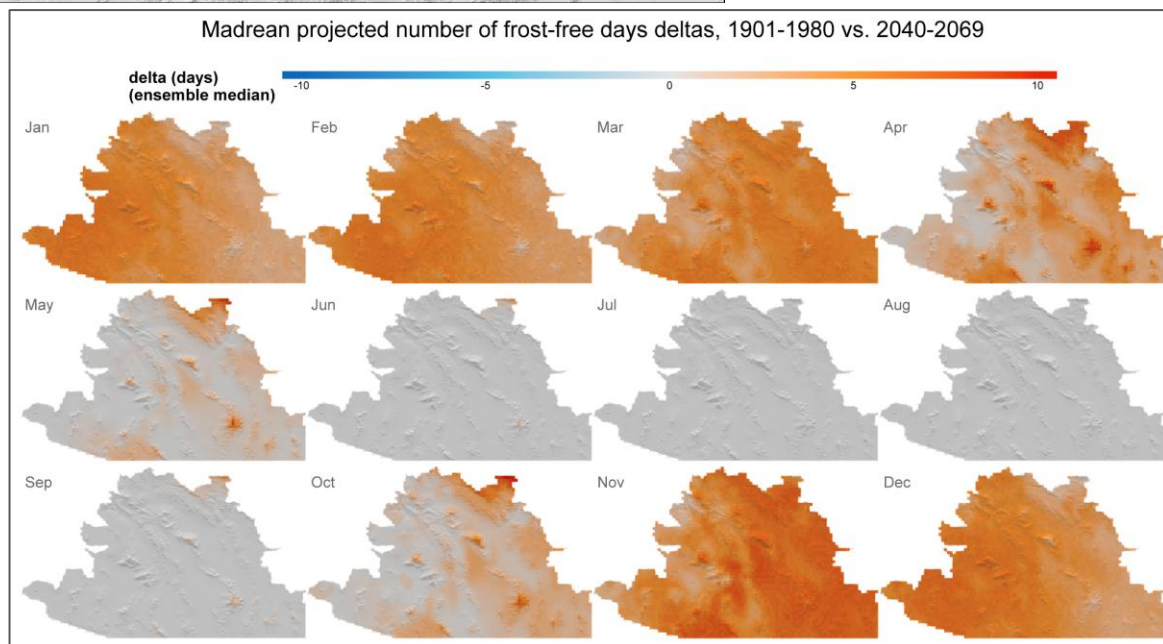 Madrean projected number of frost-free days deltas, 1901-1980 vs. 2040-2069
delta (days)
(ensemble median)
-10 -5 0 5 10
Jan Feb Mar Apr
May Jun Jul Aug
Sep Oct Nov Dec